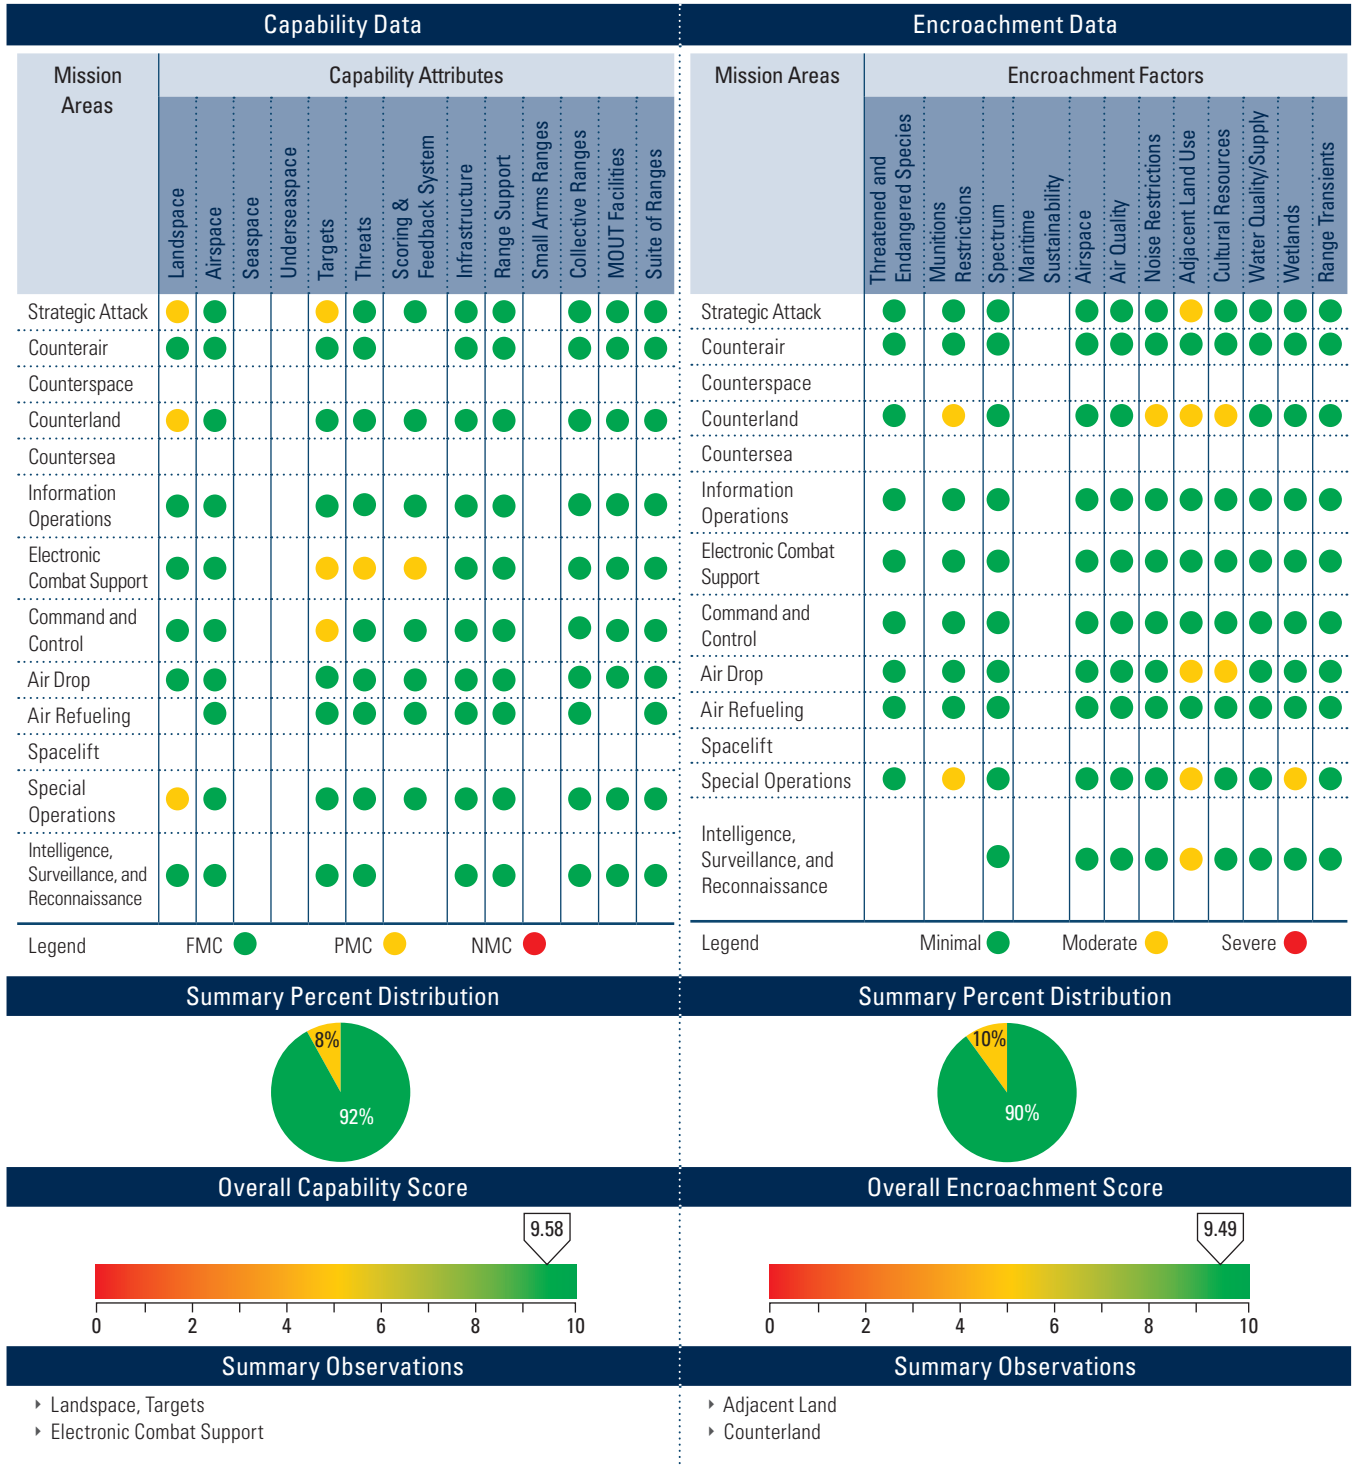 Capability Data
Mission
Areas
Capability Attributes
Landspace
Airspace
Seaspace
Underseaspace
Targets
Threats
Scoring &
Feedback System
Infrastructure
Range Support
Small Arms Ranges
Collective Ranges
MOUT Facilities
Suite of Ranges
Strategic Attack
Counterair
Counterspace
Counterland
Countersea
Information
Operations
Electronic
Combat Support
Command and
Control
Air Drop
Air Refueling
Spacelift
Special
Operations
Intelligence,
Surveillance, and
Reconnaissance
Legend
FMC
PMC
NMC
Summary Percent Distribution
8%
92%
Overall Capability Score
9.58
0 2 4 6 8 10
Summary Observations
‣ Landspace, Targets
‣ Electronic Combat Support
Encroachment Data
Mission Areas
Encroachment Factors
Threatened and
Endangered Species
Munitions
Restrictions
Spectrum
Maritime
Sustainability
Airspace
Air Quality
Noise Restrictions
Adjacent Land Use
Cultural Resources
Water Quality/Supply
Wetlands
Range Transients
Strategic Attack
Counterair
Counterspace
Counterland
Countersea
Information
Operations
Electronic Combat
Support
Command and
Control
Air Drop
Air Refueling
Spacelift
Special Operations
Intelligence,
Surveillance, and
Reconnaissance
Legend
Minimal
Moderate
Severe
Summary Percent Distribution
10%
90%
Overall Encroachment Score
9.49
0 2 4 6 8 10
Summary Observations
‣ Adjacent Land
‣ Counterland